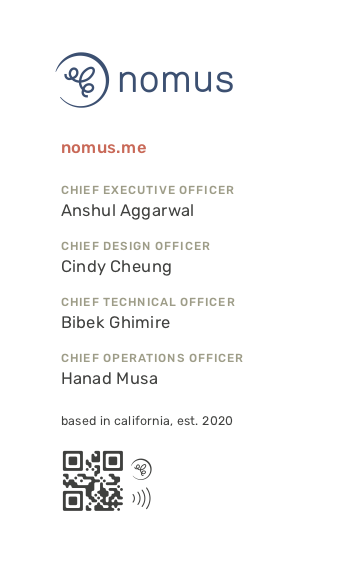 nomus
nomus.me
CHIEF EXECUTIVE OFFICER
Anshul Aggarwal
CHIEF DESIGN OFFICER
Cindy Cheung
CHIEF TECHNICAL OFFICER
Bibek Ghimire
CHIEF OPERATIONS OFFICER
Hanad Musa
based in california, est. 2020